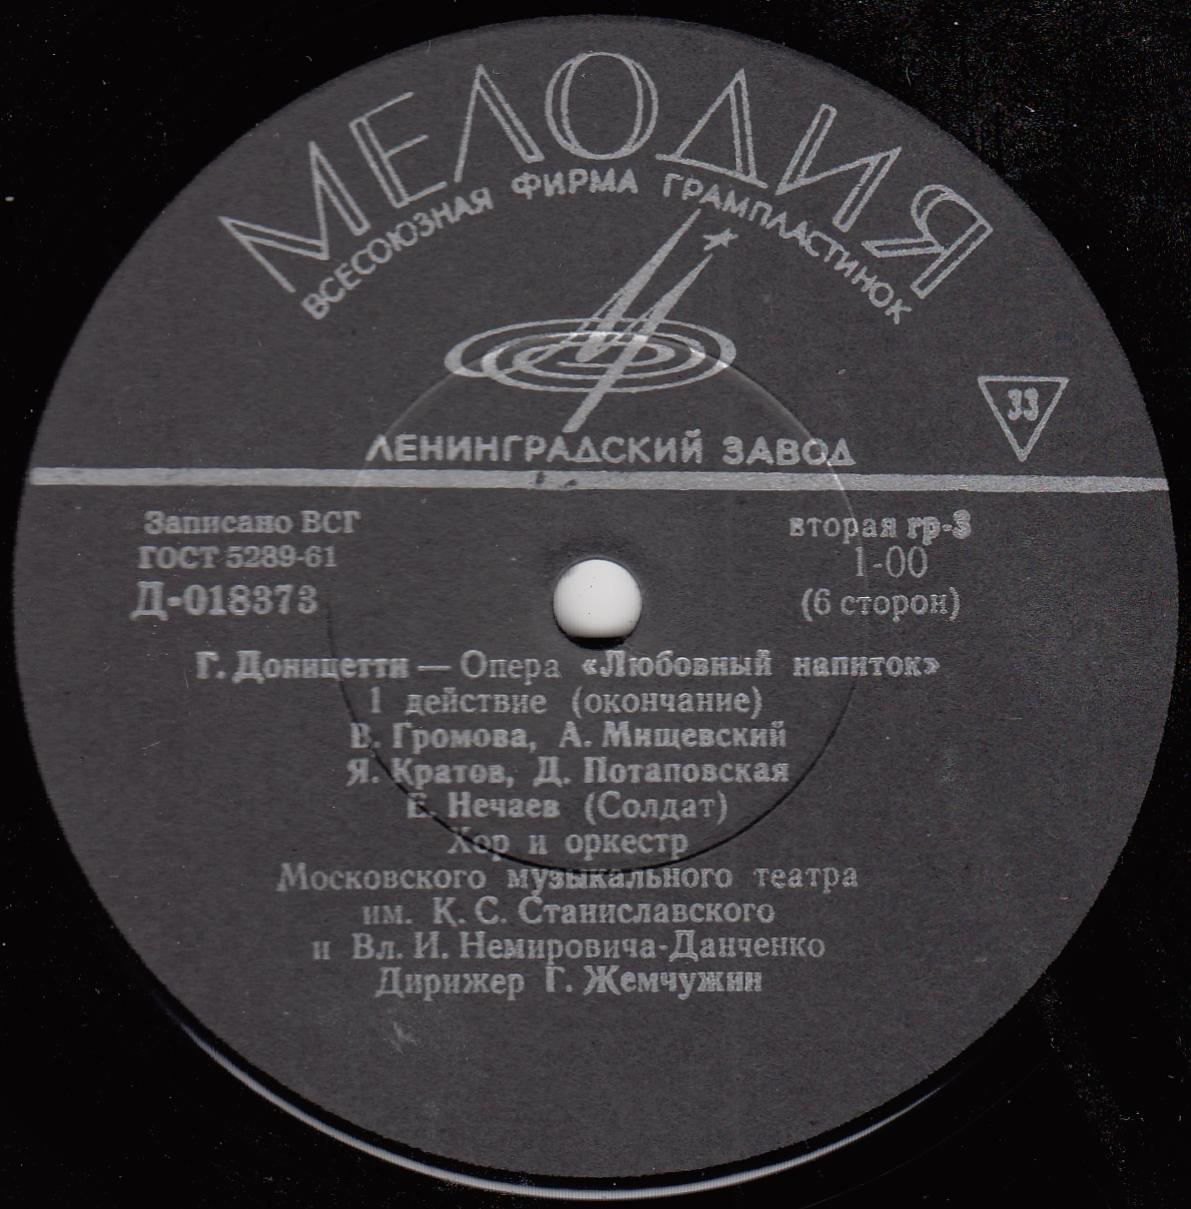 МЕЛОДИЯ
ВСЕСОЮЗНАЯ ФИРМА ГРАМПЛАСТИНОК
33
ЛЕНИНГРАДСКИЙ ЗАВОД
Записано ВСГ
ГОСТ 5289-61
Д-018373
вторая гр-3
1-00
(6 сторон)
Г. Доницетти — Опера «Любовный напиток»
1 действие (окончание)
В. Громова, А. Мищевский
Я. Кратов, Д. Потаповская
Е. Нечаев (Солдат)
Хор и оркестр
Московского музыкального театра
им. К. С. Станиславского
и Вл. И. Немировича-Данченко
Дирижер Г. Жемчужин